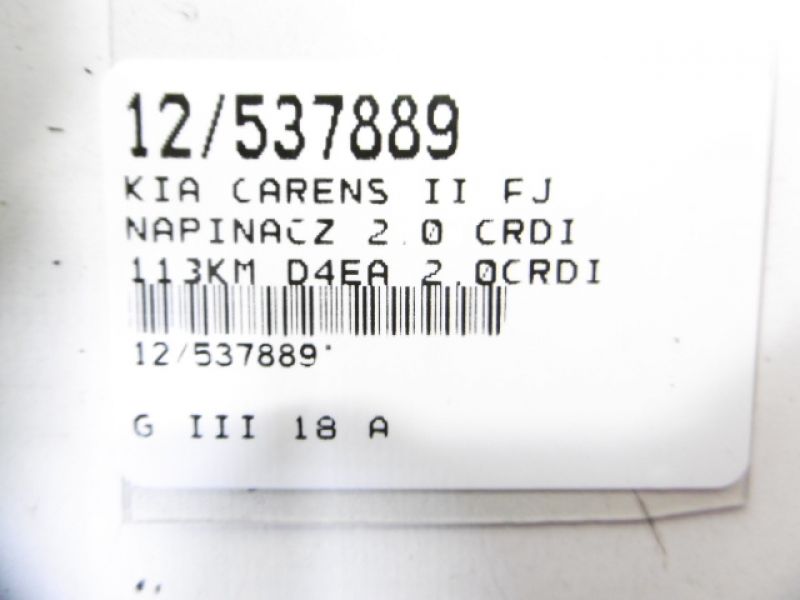 12/537889
KIA CARENS II FJ
NAPINACZ 2.0 CRDI
113KM D4EA 2.0CRDI
12/537889
G III 18 A